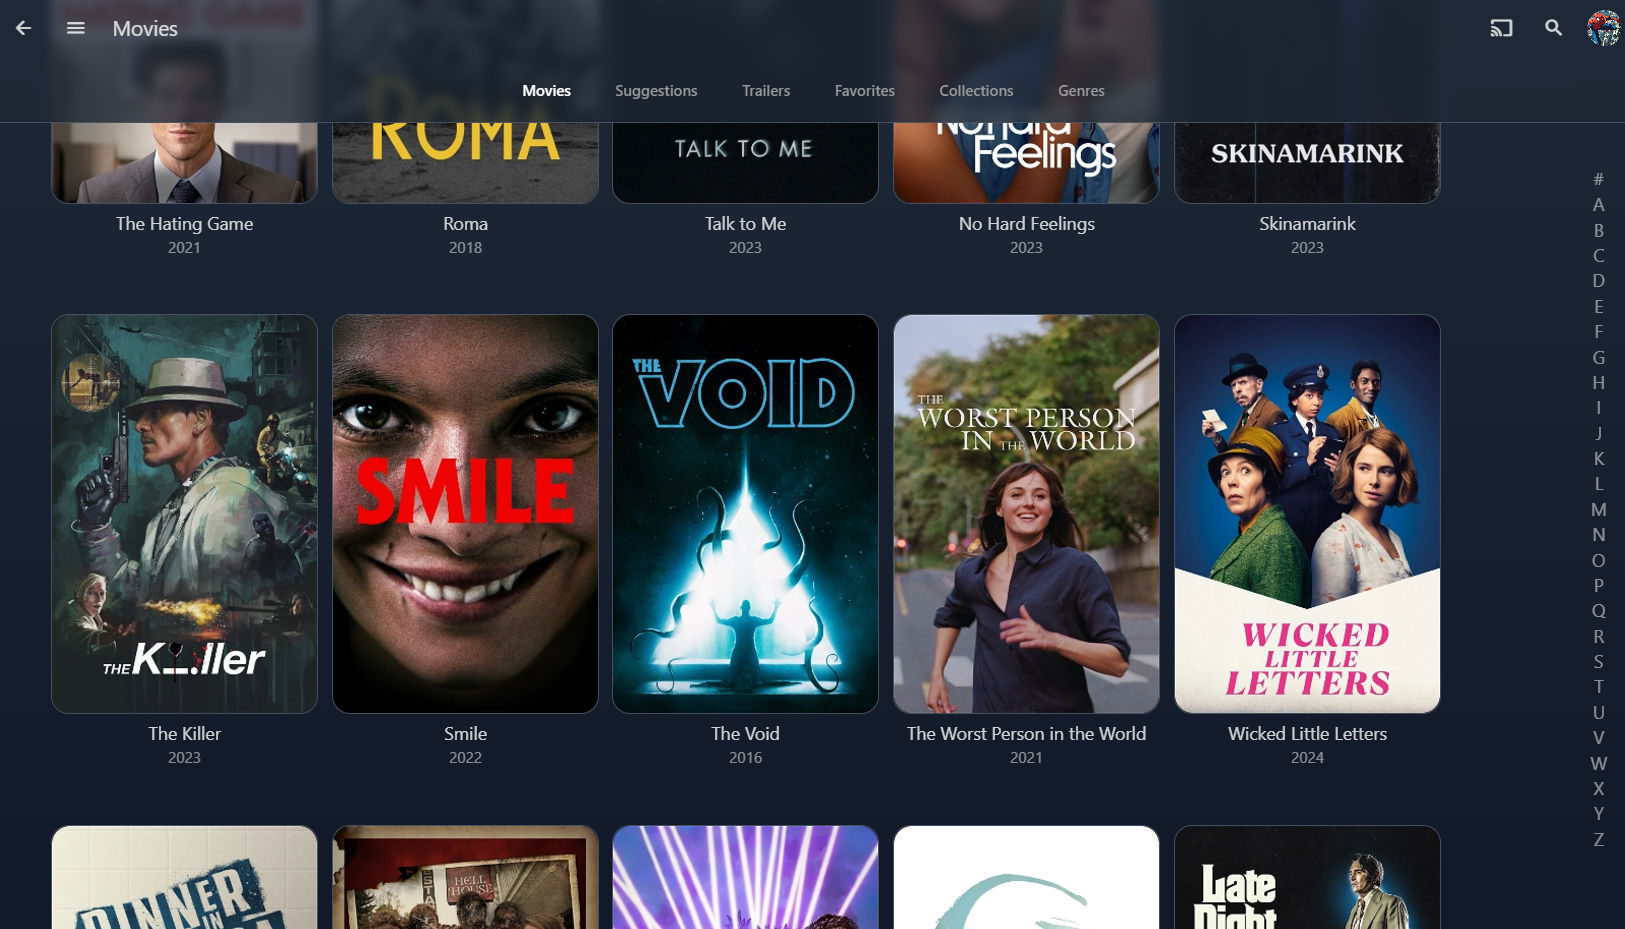 Movies
Movies
Suggestions
Trailers
Favorites
Collections
Genres
ROMA
TALK TO ME
No Hard
Feelings
SKINAMARINK
The Hating Game
2021
Roma
2018
Talk to Me
2023
No Hard Feelings
2023
Skinamarink
2023
#
A
B
C
D
E
F
G
H
I
J
K
L
M
N
O
P
Q
R
S
T
U
V
W
X
Y
Z
THE K_.ller
SMILE
THE
VOID
THE
WORST PERSON
IN THE WORLD
WICKED
LITTLE
LETTERS
The Killer
2023
Smile
2022
The Void
2016
The Worst Person in the World
2021
Wicked Little Letters
2024
DINNER
IN
HELL
HOUSE
Late
Night